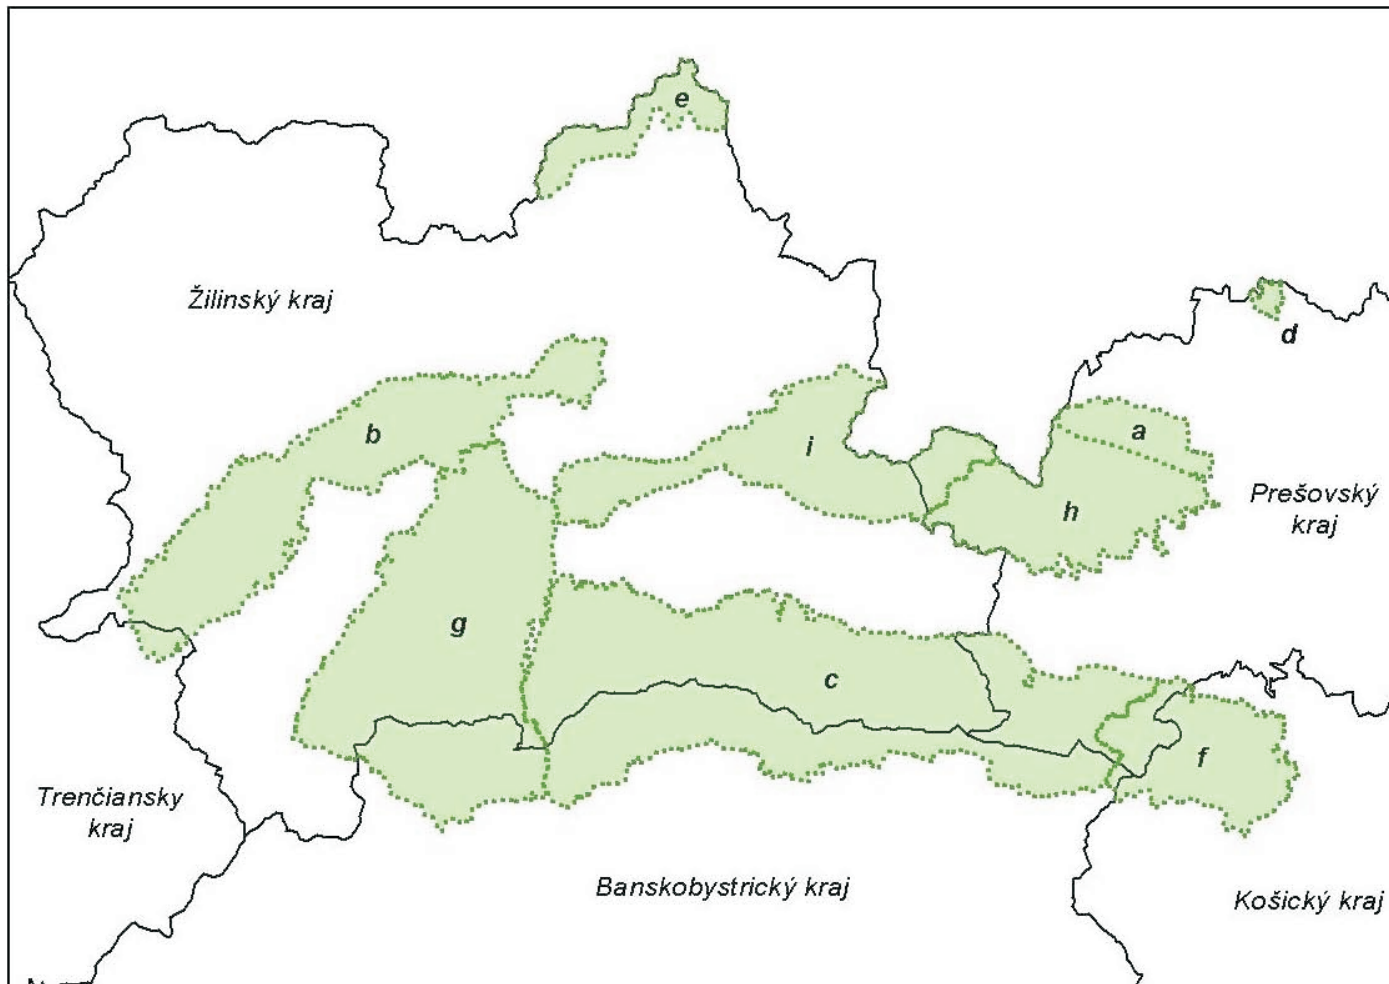 e
Žilinský kraj
d
b
a
i
h
Prešovský
kraj
g
c
f
Trenčiansky
kraj
Banskobystrický kraj
Košický kraj